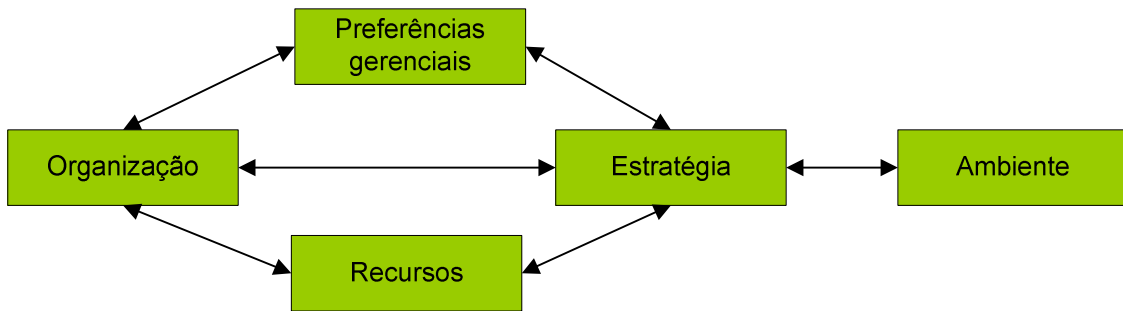 Preferências
gerenciais
Organização
Estratégia
Ambiente
Recursos